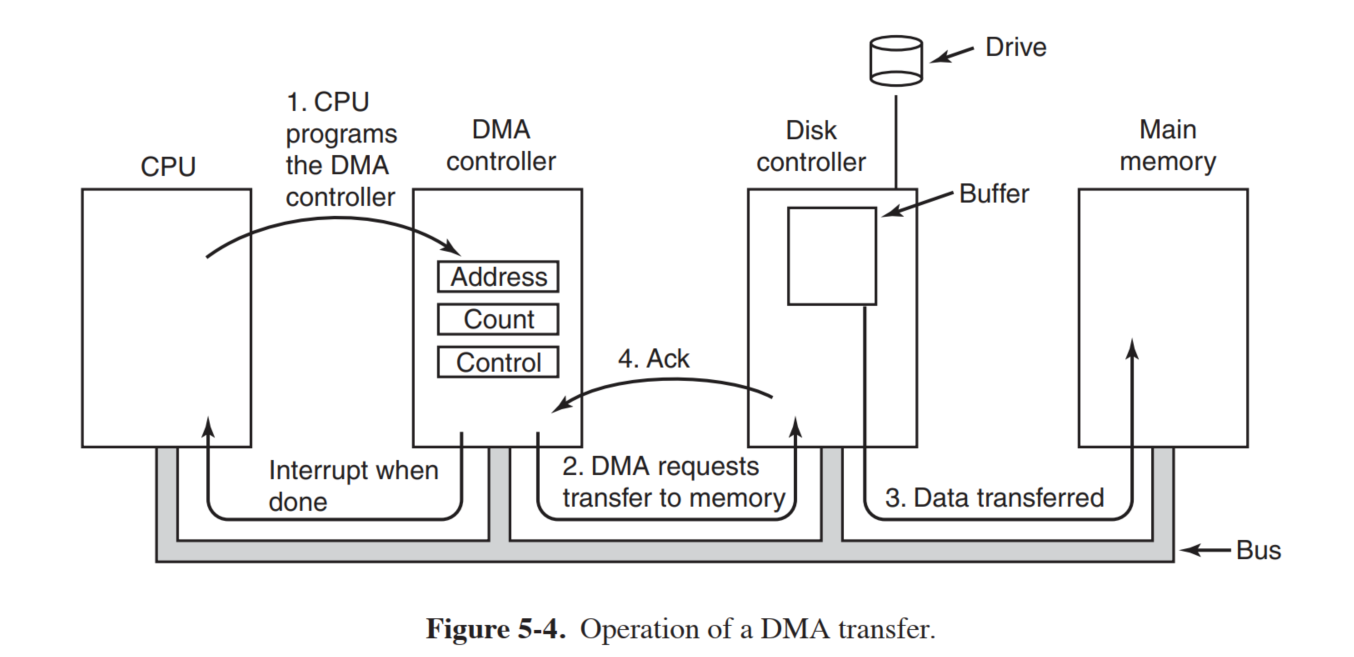 Drive
1. CPU
programs
the DMA
controller
CPU
DMA
controller
Disk
controller
Main
memory
Buffer
Address
Count
Control
4. Ack
Interrupt when
done
2. DMA requests
transfer to memory
3. Data transferred
Bus
Figure 5-4. Operation of a DMA transfer.